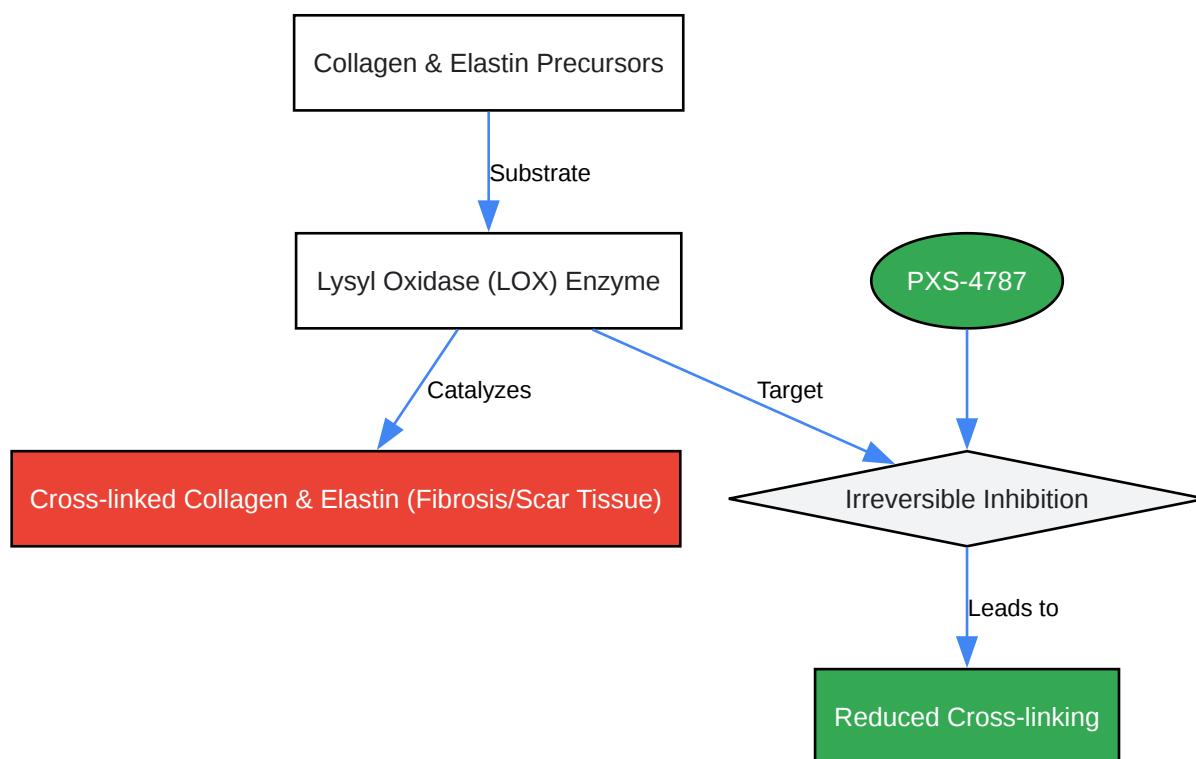 Collagen & Elastin Precursors
Substrate
Lysyl Oxidase (LOX) Enzyme
PXS-4787
Catalyzes
Target
Cross-linked Collagen & Elastin (Fibrosis/Scar Tissue)
Irreversible Inhibition
Leads to
Reduced Cross-linking